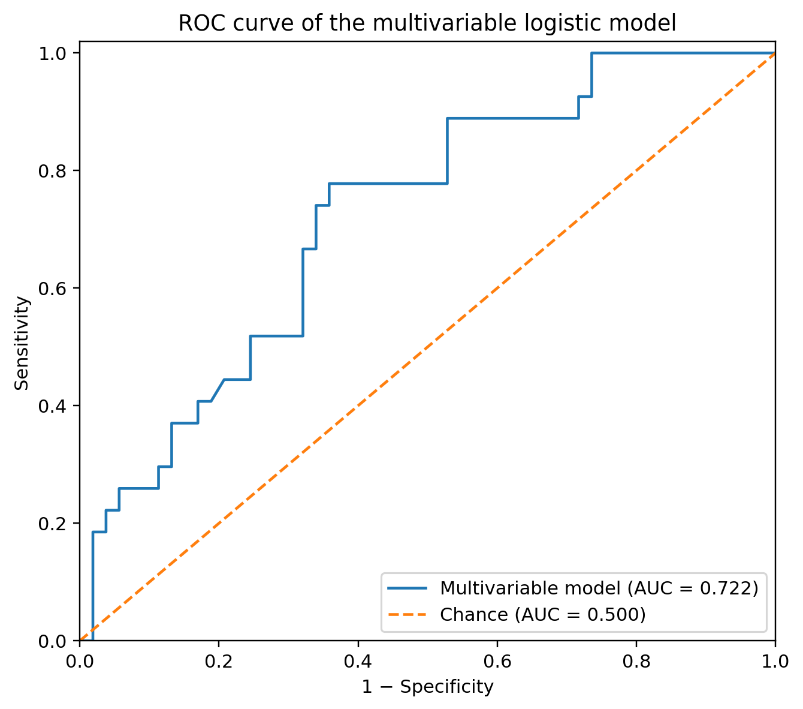 ROC curve of the multivariable logistic model
1.0
0.8
0.6
0.4
0.2
0.0
Sensitivity
0.0 0.2 0.4 0.6 0.8 1.0
1 − Specificity
Multivariable model (AUC = 0.722)
Chance (AUC = 0.500)